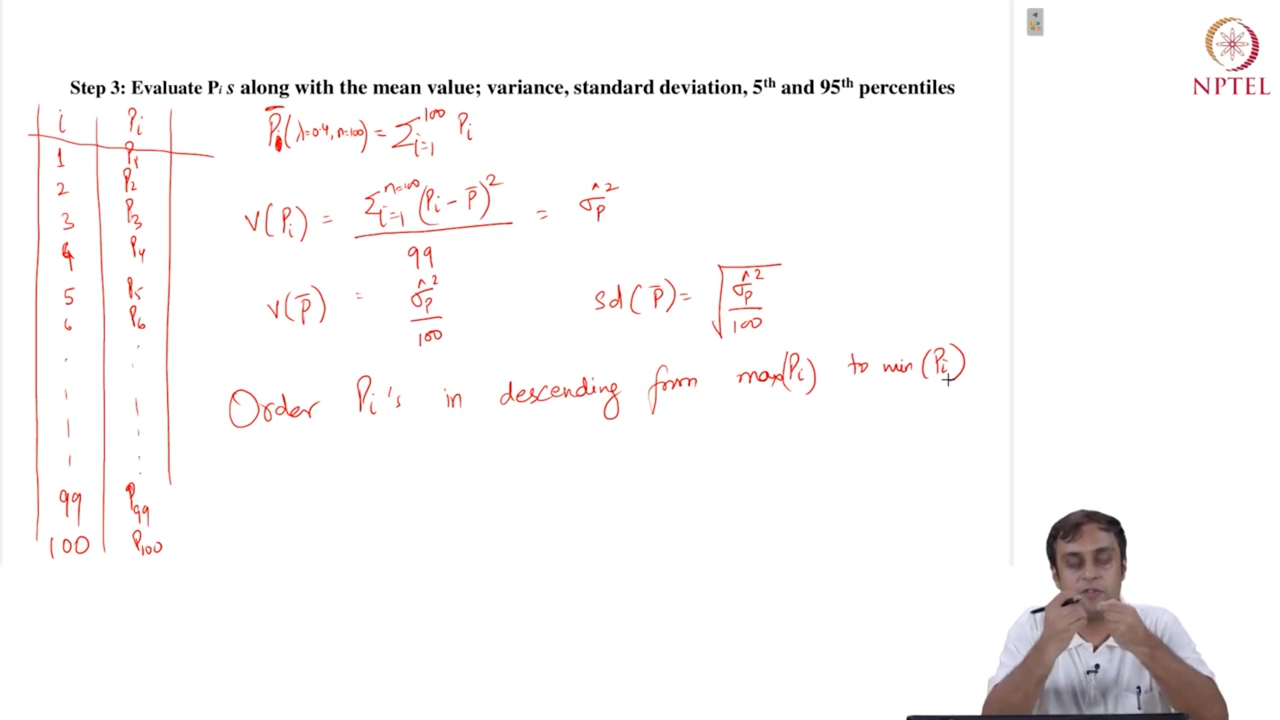 NPTEL
Step 3: Evaluate Pi s along with the mean value; variance, standard deviation, 5th and 95th percentiles
i Pi
1 P1
2 P2
3 P3
4 P4
5 P5
6 P6
99 P99
100 P100
P̄i(λ=0.4, n=100) = Σ_{i=1}^{100} Pi
V(Pi) = Σ_{i=1}^{n=100} (Pi - P̄)² / 99 = σ̂p²
V(P̄) = σ̂p² / 100
sd(P̄) = √(σ̂p² / 100)
Order Pi's in descending from max(Pi) to min(Pi)